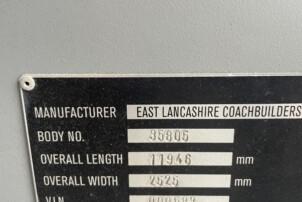 MANUFACTURER EAST LANCASHIRE COACHBUILDERS
BODY NO. 35805
OVERALL LENGTH 11946 mm
OVERALL WIDTH 2525 mm
V.I.N.